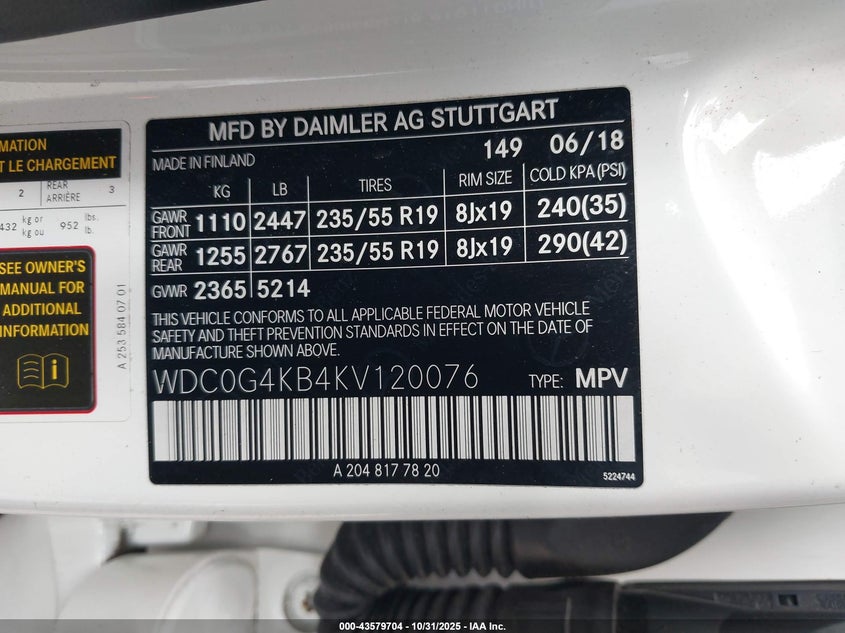 MFD BY DAIMLER AG STUTTGART
MADE IN FINLAND 149 06/18
KG LB TIRES RIM SIZE COLD KPA (PSI)
GAWR FRONT 1110 2447 235/55 R19 8Jx19 240(35)
GAWR REAR 1255 2767 235/55 R19 8Jx19 290(42)
GVWR 2365 5214
THIS VEHICLE CONFORMS TO ALL APPLICABLE FEDERAL MOTOR VEHICLE
SAFETY AND THEFT PREVENTION STANDARDS IN EFFECT ON THE DATE OF
MANUFACTURE SHOWN ABOVE.
WDC0G4KB4KV120076 TYPE: MPV
A 204 817 78 20
5224744
LE CHARGEMENT
2 REAR ARRIÈRE 3
432 kg or kg ou 952 lbs. lb.
SEE OWNER'S
MANUAL FOR
ADDITIONAL
INFORMATION
A 253 584 07 01
000-43579704 - 10/31/2025 - IAA Inc.